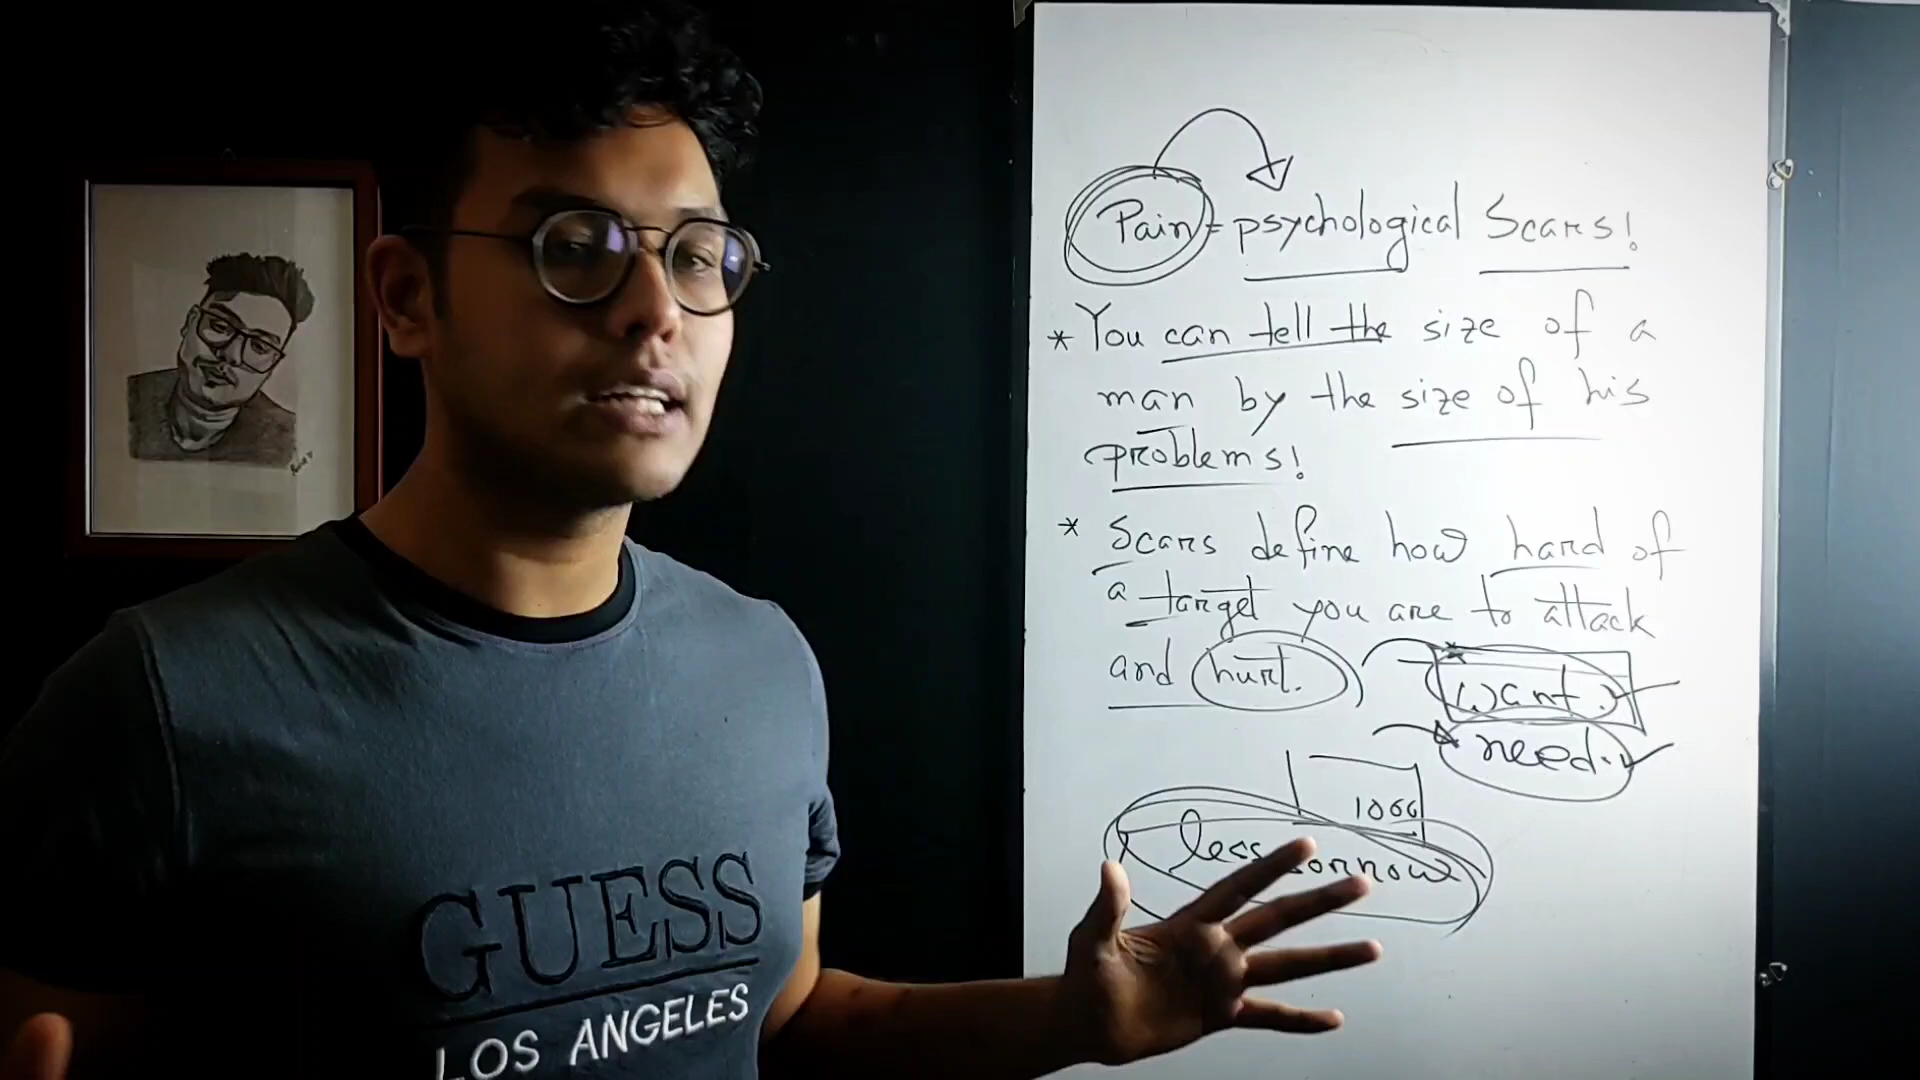 Pain = psychological Scars!
* You can tell the size of a
man by the size of his
problems!
* Scars define how hard of
a target you are to attack
and hurt.
want.
need.
less sorrow
GUESS
LOS ANGELES